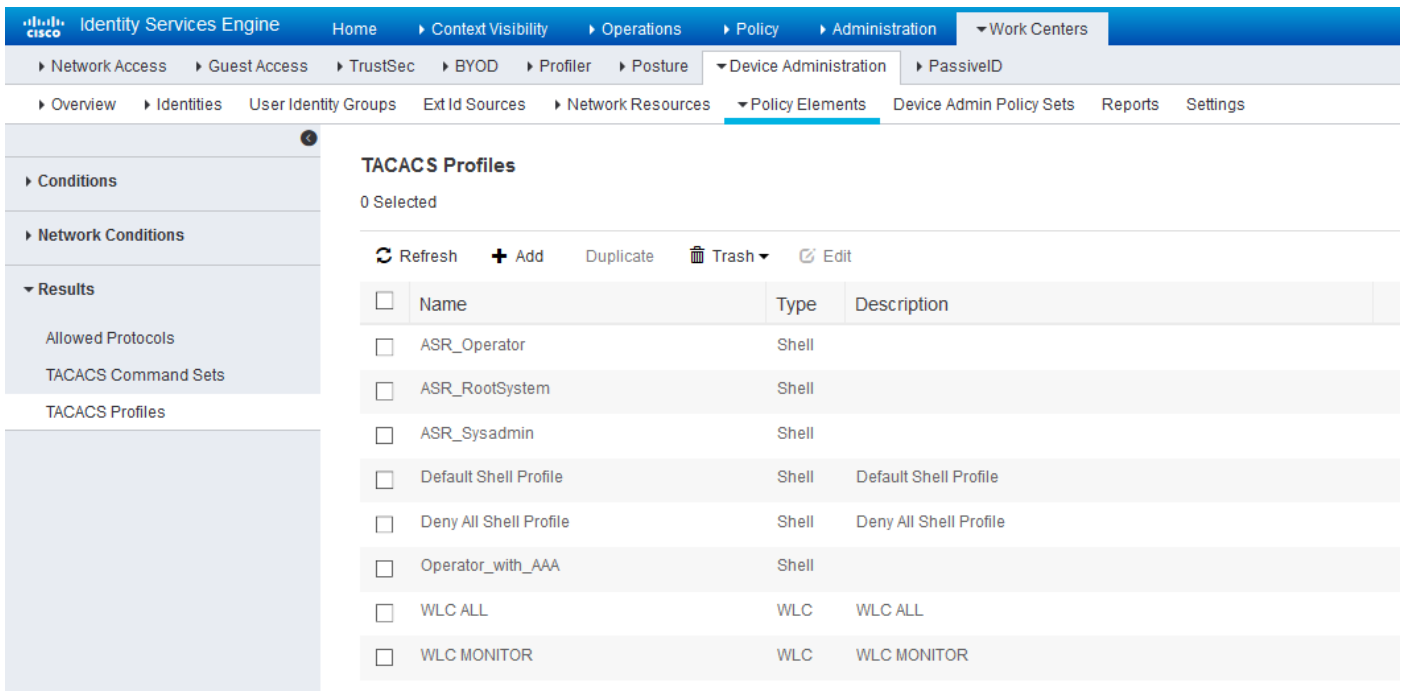 cisco Identity Services Engine Home Context Visibility Operations Policy Administration Work Centers
Network Access Guest Access TrustSec BYOD Profiler Posture Device Administration PassiveID
Overview Identities User Identity Groups Ext Id Sources Network Resources Policy Elements Device Admin Policy Sets Reports Settings
Conditions
Network Conditions
Results
Allowed Protocols
TACACS Command Sets
TACACS Profiles
TACACS Profiles
0 Selected
Refresh Add Duplicate Trash Edit
Name Type Description
ASR_Operator Shell
ASR_RootSystem Shell
ASR_Sysadmin Shell
Default Shell Profile Shell Default Shell Profile
Deny All Shell Profile Shell Deny All Shell Profile
Operator_with_AAA Shell
WLC ALL WLC WLC ALL
WLC MONITOR WLC WLC MONITOR